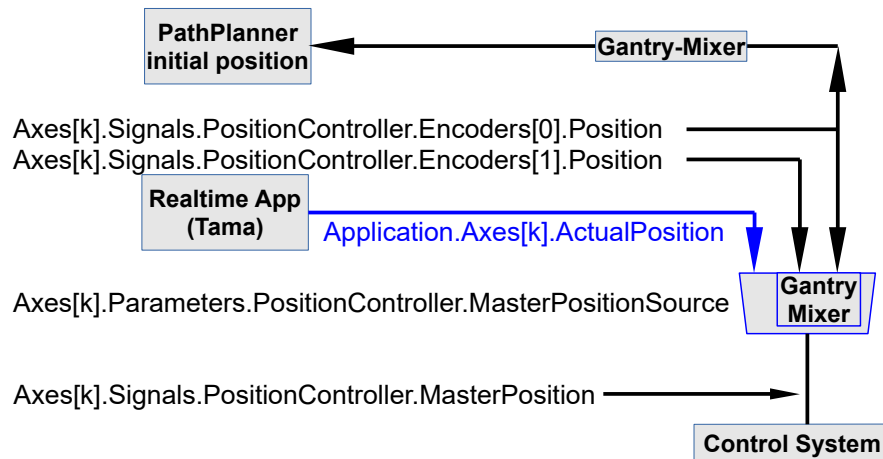 PathPlanner
initial position
Gantry-Mixer
Axes[k].Signals.PositionController.Encoders[0].Position
Axes[k].Signals.PositionController.Encoders[1].Position
Realtime App
(Tama)
Application.Axes[k].ActualPosition
Axes[k].Parameters.PositionController.MasterPositionSource
Gantry
Mixer
Axes[k].Signals.PositionController.MasterPosition
Control System